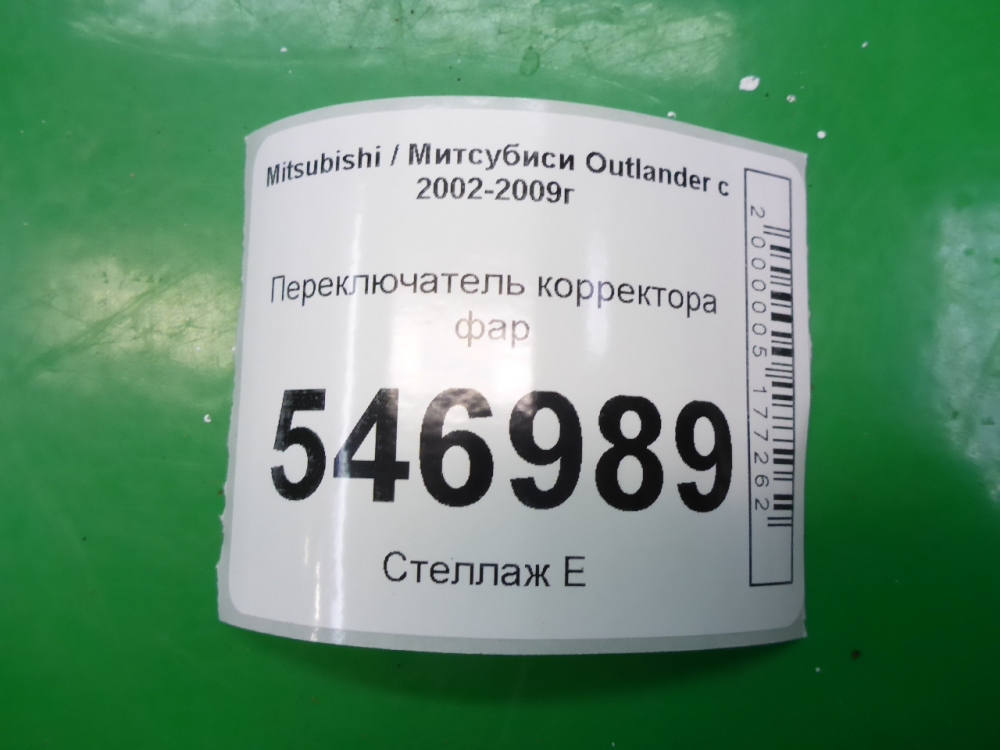 Mitsubishi / Митсубиси Outlander с
2002-2009г
Переключатель корректора
фар
546989
Стеллаж Е
2000005177262